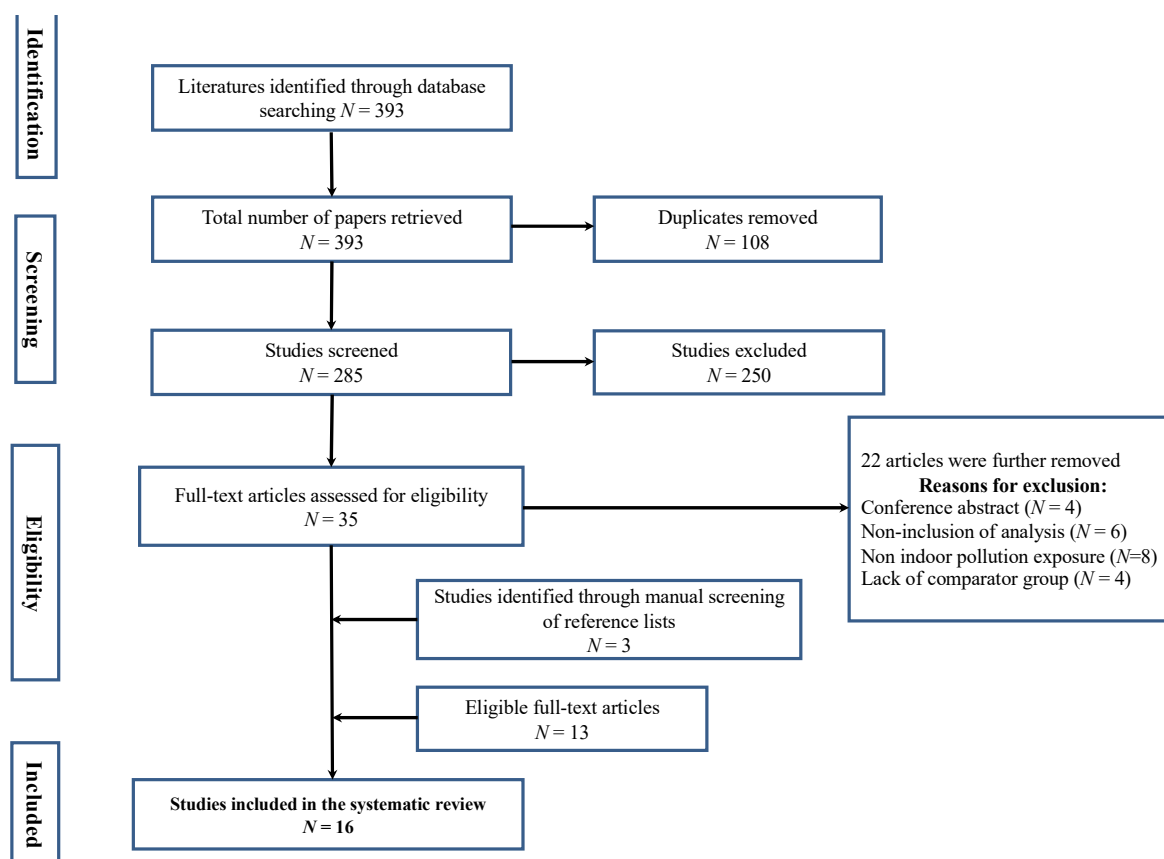 Identification
Literatures identified through database
searching N = 393
Total number of papers retrieved
N = 393
Duplicates removed
N = 108
Screening
Studies screened
N = 285
Studies excluded
N = 250
Eligibility
Full-text articles assessed for eligibility
N = 35
22 articles were further removed
Reasons for exclusion:
Conference abstract (N = 4)
Non-inclusion of analysis (N = 6)
Non indoor pollution exposure (N=8)
Lack of comparator group (N = 4)
Studies identified through manual screening
of reference lists
N = 3
Eligible full-text articles
N = 13
Included
Studies included in the systematic review
N = 16